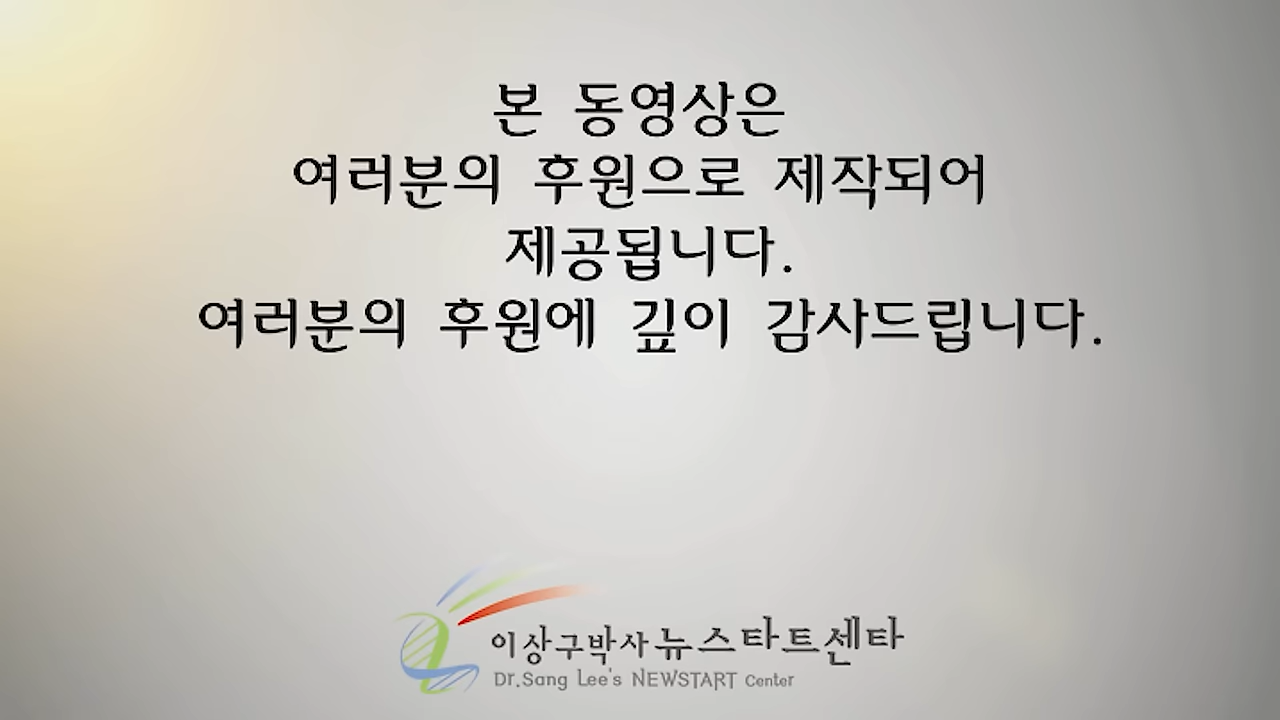 본 동영상은
여러분의 후원으로 제작되어
제공됩니다.
여러분의 후원에 깊이 감사드립니다.
이상구박사 뉴스타트센타
Dr.Sang Lee's NEWSTART Center